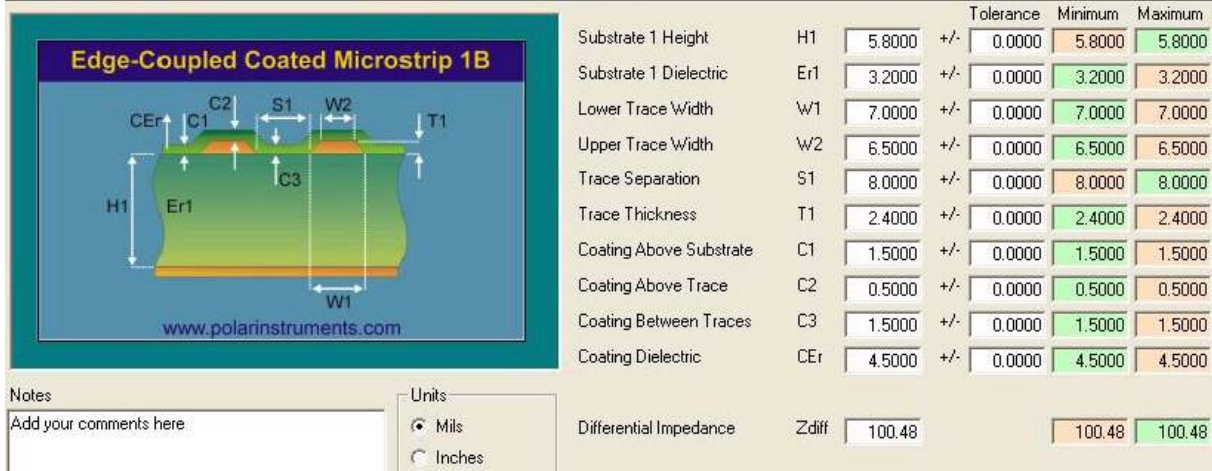 Tolerance Minimum Maximum
Edge-Coupled Coated Microstrip 1B
CEr C1 C2 S1 W2 T1
C3
H1 Er1
W1
www.polarinstruments.com
Substrate 1 Height H1 5.8000 +/- 0.0000 5.8000 5.8000
Substrate 1 Dielectric Er1 3.2000 +/- 0.0000 3.2000 3.2000
Lower Trace Width W1 7.0000 +/- 0.0000 7.0000 7.0000
Upper Trace Width W2 6.5000 +/- 0.0000 6.5000 6.5000
Trace Separation S1 8.0000 +/- 0.0000 8.0000 8.0000
Trace Thickness T1 2.4000 +/- 0.0000 2.4000 2.4000
Coating Above Substrate C1 1.5000 +/- 0.0000 1.5000 1.5000
Coating Above Trace C2 0.5000 +/- 0.0000 0.5000 0.5000
Coating Between Traces C3 1.5000 +/- 0.0000 1.5000 1.5000
Coating Dielectric CEr 4.5000 +/- 0.0000 4.5000 4.5000
Notes
Add your comments here
Units
Mils
Inches
Differential Impedance Zdiff 100.48 100.48 100.48